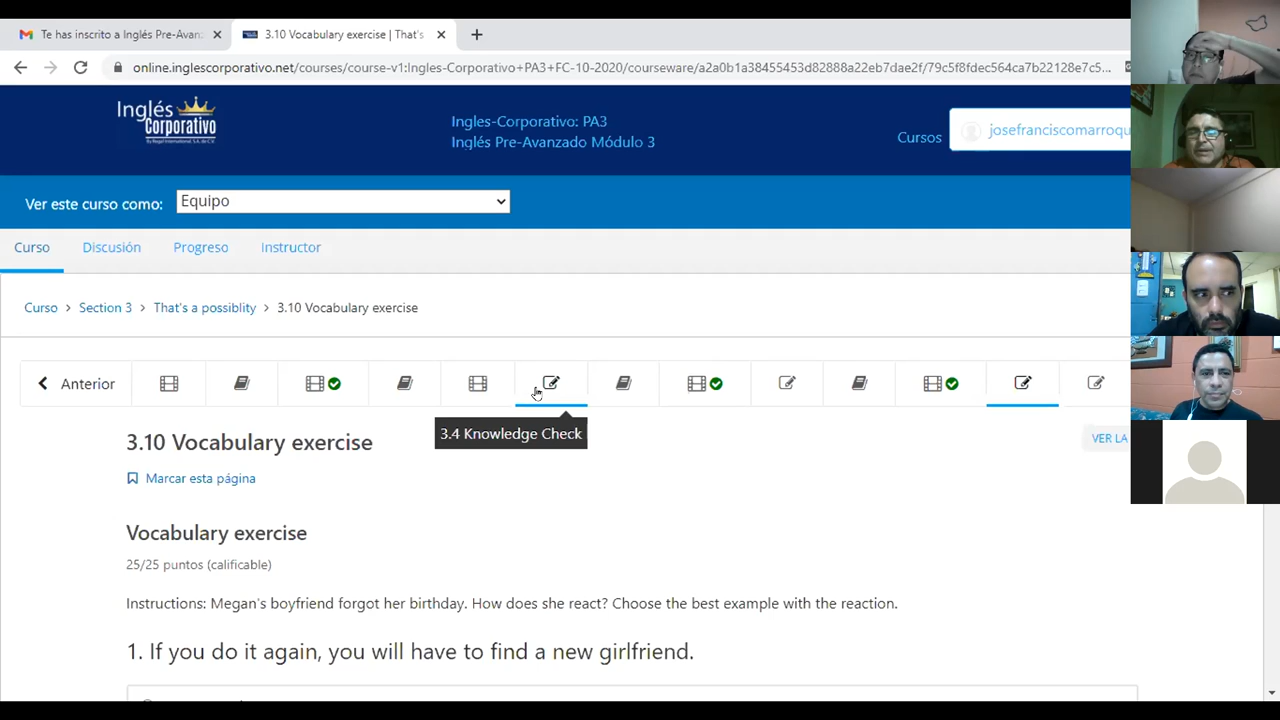 Te has inscrito a Inglés Pre-Avan
3.10 Vocabulary exercise | That's
online.inglescorporativo.net/courses/course-v1:Ingles-Corporativo+PA3+FC-10-2020/courseware/a2a0b1a38455453d82888a22eb7dae2f/79c5f8fdec564ca7b22128e7c5...
Inglés
Corporativo
Ingles-Corporativo: PA3
Inglés Pre-Avanzado Módulo 3
Cursos
josefranciscomarroqu
Ver este curso como:
Equipo
Curso
Discusión
Progreso
Instructor
Curso > Section 3 > That's a possiblity > 3.10 Vocabulary exercise
Anterior
3.4 Knowledge Check
3.10 Vocabulary exercise
VER LA
Marcar esta página
Vocabulary exercise
25/25 puntos (calificable)
Instructions: Megan's boyfriend forgot her birthday. How does she react? Choose the best example with the reaction.
1. If you do it again, you will have to find a new girlfriend.